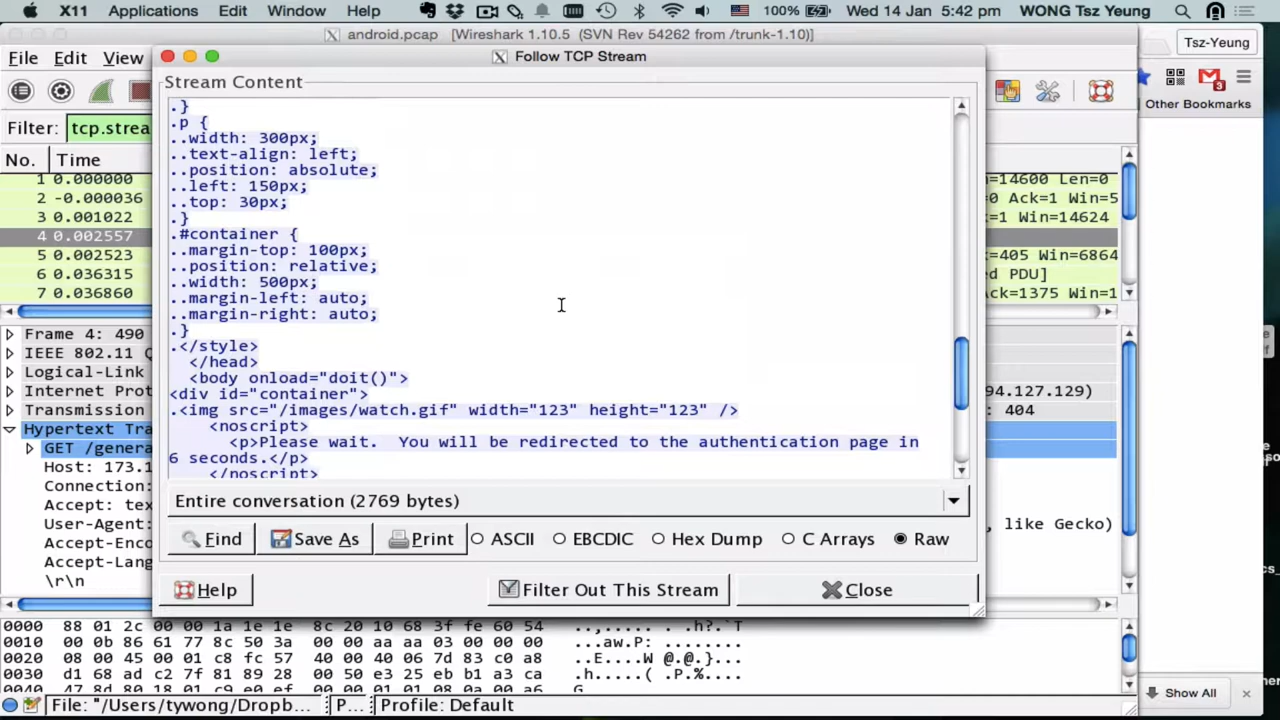 X11 Applications Edit Window Help 100% Wed 14 Jan 5:42 pm WONG Tsz Yeung
android.pcap [Wireshark 1.10.5 (SVN Rev 54262 from /trunk-1.10)]
Tsz-Yeung
File Edit View
Follow TCP Stream
Stream Content
3
Other Bookmarks
Filter: tcp.strea
No. Time
1 0.000000 =14600 Len=0
2 -0.000036 Ack=1 Win=5
3 0.001022 =1 Win=14624
4 0.002557
5 0.002523 =405 Win=6864
6 0.036315 ed PDU]
7 0.036860 Ack=1375 Win=1
.}
.p {
..width: 300px;
..text-align: left;
..position: absolute;
..left: 150px;
..top: 30px;
.}
.#container {
..margin-top: 100px;
..position: relative;
..width: 500px;
..margin-left: auto;
..margin-right: auto;
.}
.</style>
</head>
<body onload="doit()">
<div id="container">
.<img src="/images/watch.gif" width="123" height="123" />
<noscript>
<p>Please wait.  You will be redirected to the authentication page in
6 seconds.</p>
</noscript>
Entire conversation (2769 bytes)
Find Save As Print ASCII EBCDIC Hex Dump C Arrays Raw
Help Filter Out This Stream Close
Frame 4: 490
IEEE 802.11 Q
Logical-Link
Internet Prot 94.127.129)
Transmission : 404
Hypertext Tra
GET /genera
Host: 173.1
Connection:
Accept: tex
User-Agent: , like Gecko)
Accept-Enco
Accept-Lang
\r\n
0000 88 01 2c 00 00 1a 1e 1e 8c 20 10 68 3f fe 60 54 ..,..... . .h?.`T
0010 00 0b 86 61 77 8c 50 3a 00 00 aa aa 03 00 00 00 ...aw.P: ........
0020 08 00 45 00 01 c8 fc 57 40 00 40 06 7d 83 c0 a8 ..E....W @.@.}...
0030 d1 68 ad c2 7f 81 89 28 00 50 e3 25 eb b1 a3 ca .h.....( .P.%....
File: "/Users/tywong/Dropb... P... Profile: Default
Show All